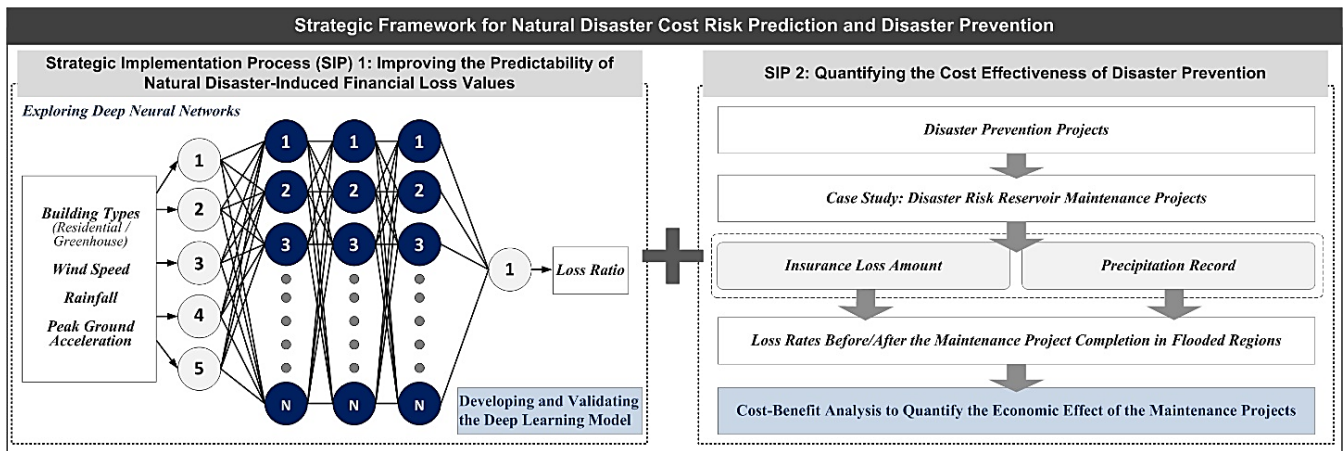 Strategic Framework for Natural Disaster Cost Risk Prediction and Disaster Prevention
Strategic Implementation Process (SIP) 1: Improving the Predictability of
Natural Disaster-Induced Financial Loss Values
Exploring Deep Neural Networks
Building Types
(Residential /
Greenhouse)
Wind Speed
Rainfall
Peak Ground
Acceleration
1
2
3
4
5
1 1 1
2 2 2
3 3 3
N N N
1
Loss Ratio
Developing and Validating
the Deep Learning Model
SIP 2: Quantifying the Cost Effectiveness of Disaster Prevention
Disaster Prevention Projects
Case Study: Disaster Risk Reservoir Maintenance Projects
Insurance Loss Amount
Precipitation Record
Loss Rates Before/After the Maintenance Project Completion in Flooded Regions
Cost-Benefit Analysis to Quantify the Economic Effect of the Maintenance Projects